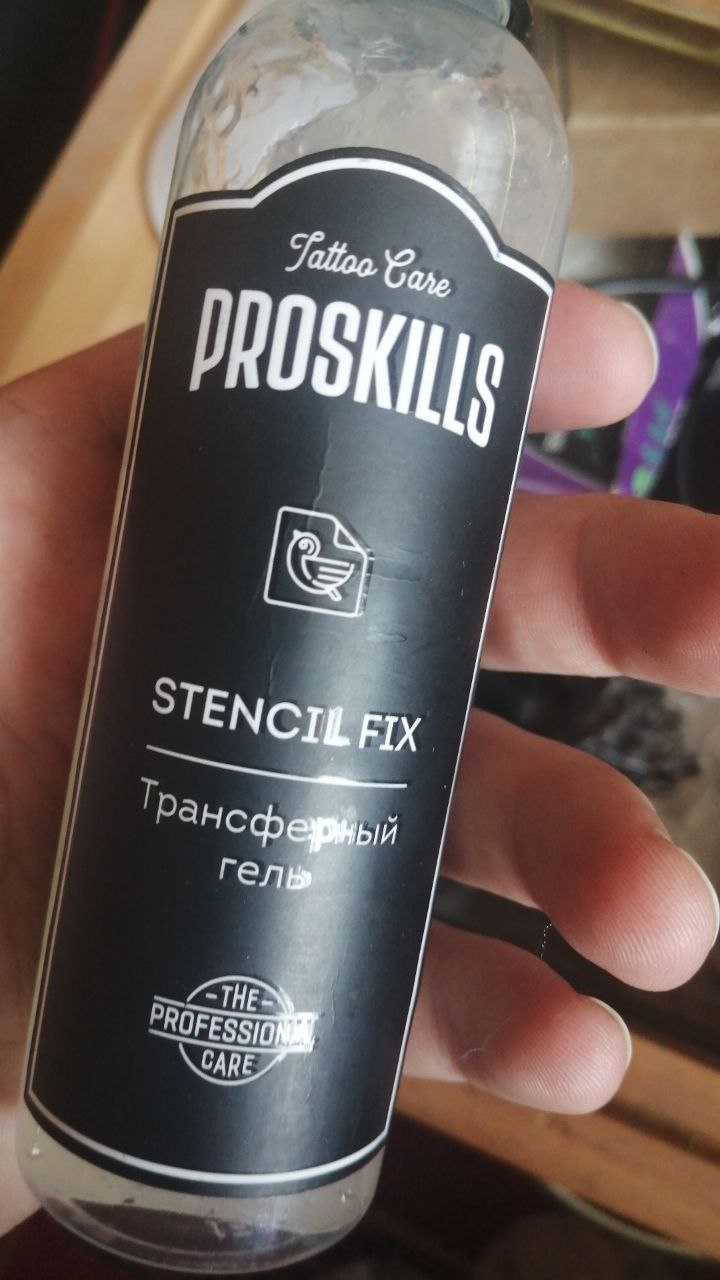 Tattoo Care
PROSKILLS
STENCIL FIX
Трансферный
гель
THE
PROFESSIONAL
CARE